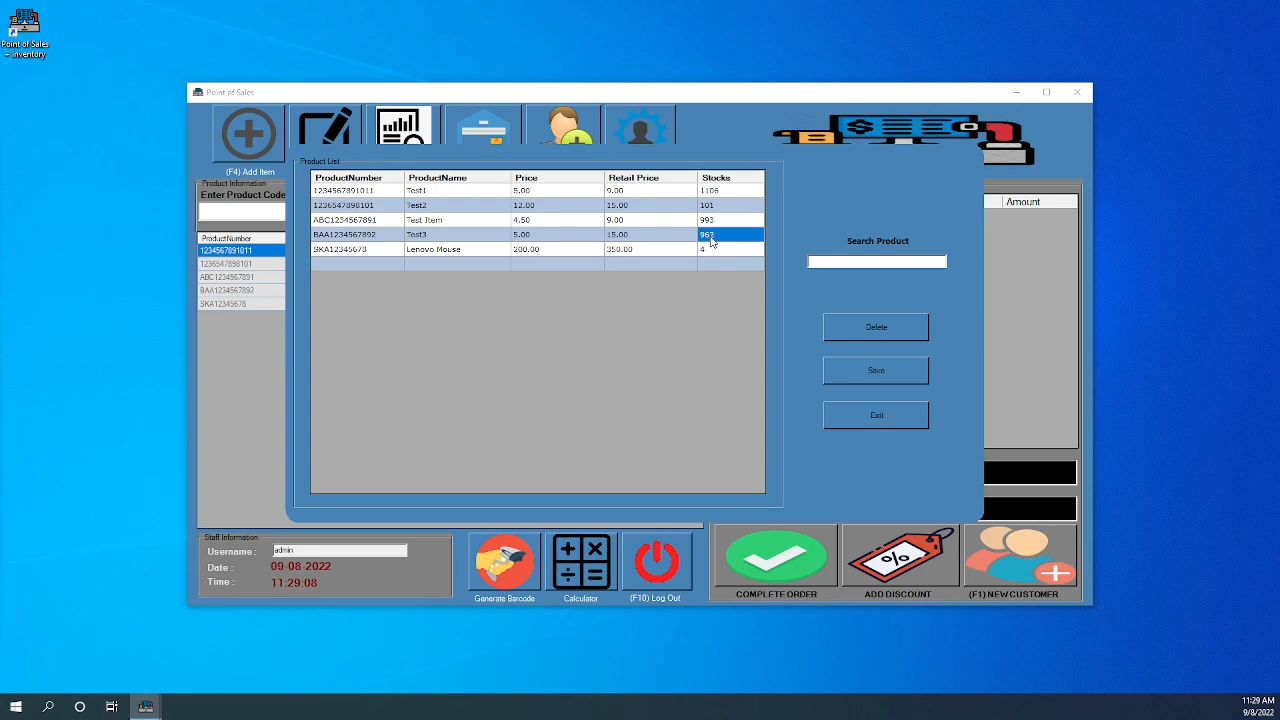 Point of Sales
- Inventory
Point of Sales
(F4) Add Item
Product Information
Enter Product Code
ProductNumber
1234567891011
1236547898101
ABC1234567891
BAA1234567892
SKA12345678
Product List
ProductNumber ProductName Price Retail Price Stocks
1234567891011 Test1 5.00 9.00 1106
1236547898101 Test2 12.00 15.00 101
ABC1234567891 Test Item 4.50 9.00 993
BAA1234567892 Test3 5.00 15.00 963
SKA12345678 Lenovo Mouse 200.00 350.00 4
Search Product
Delete
Save
Exit
Amount
Staff Information
Username : admin
Date : 09-08-2022
Time : 11:29:08
Generate Barcode
Calculator
(F10) Log Out
COMPLETE ORDER
ADD DISCOUNT
(F1) NEW CUSTOMER
11:29 AM
9/8/2022